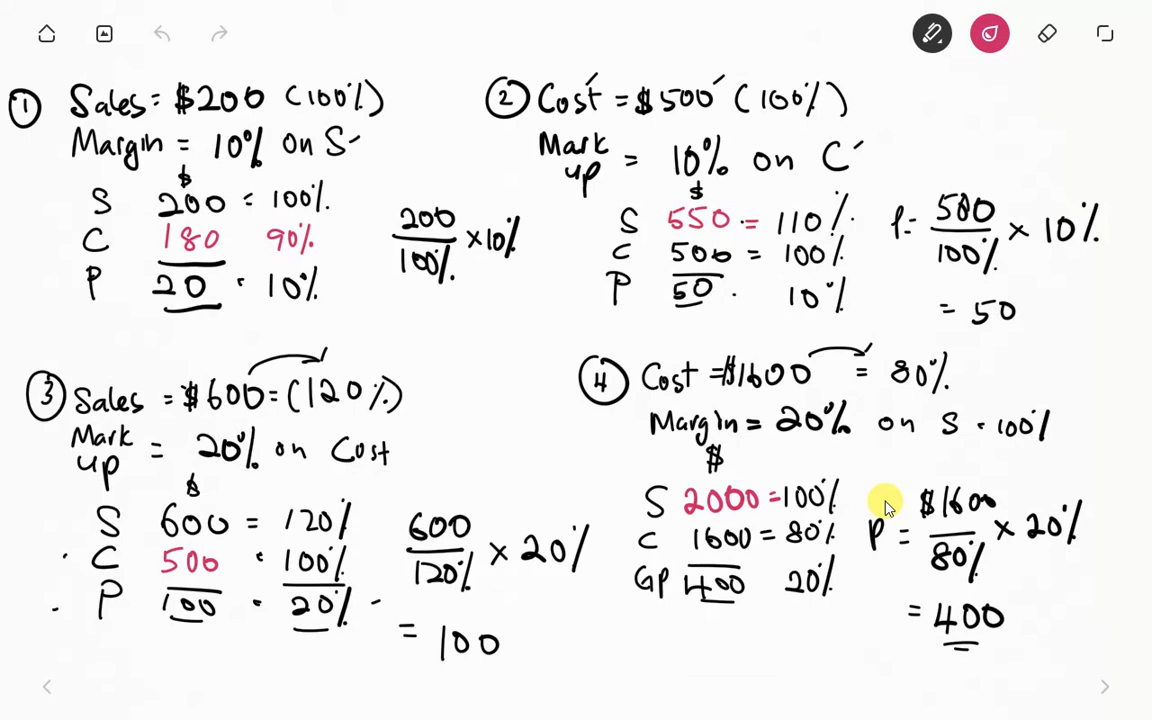 ① Sales = $200 (100%)
Margin = 10% on S
$
S 200 = 100%
C 180 90%
P 20 · 10%
200/100% × 10%
② Cost = $500 (100%)
Mark up = 10% on C
$
S 550 = 110%
C 500 = 100%
P 50 · 10%
P = 500/100% × 10%
= 50
③ Sales = $600 = (120%)
Mark up = 20% on Cost
$
S 600 = 120%
C 500 · 100%
P 100 · 20%
600/120% × 20%
= 100
④ Cost = $1600 = 80%
Margin = 20% on S · 100%
$
S 2000 = 100%
C 1600 = 80%
GP 400 20%
P = $1600/80% × 20%
= 400